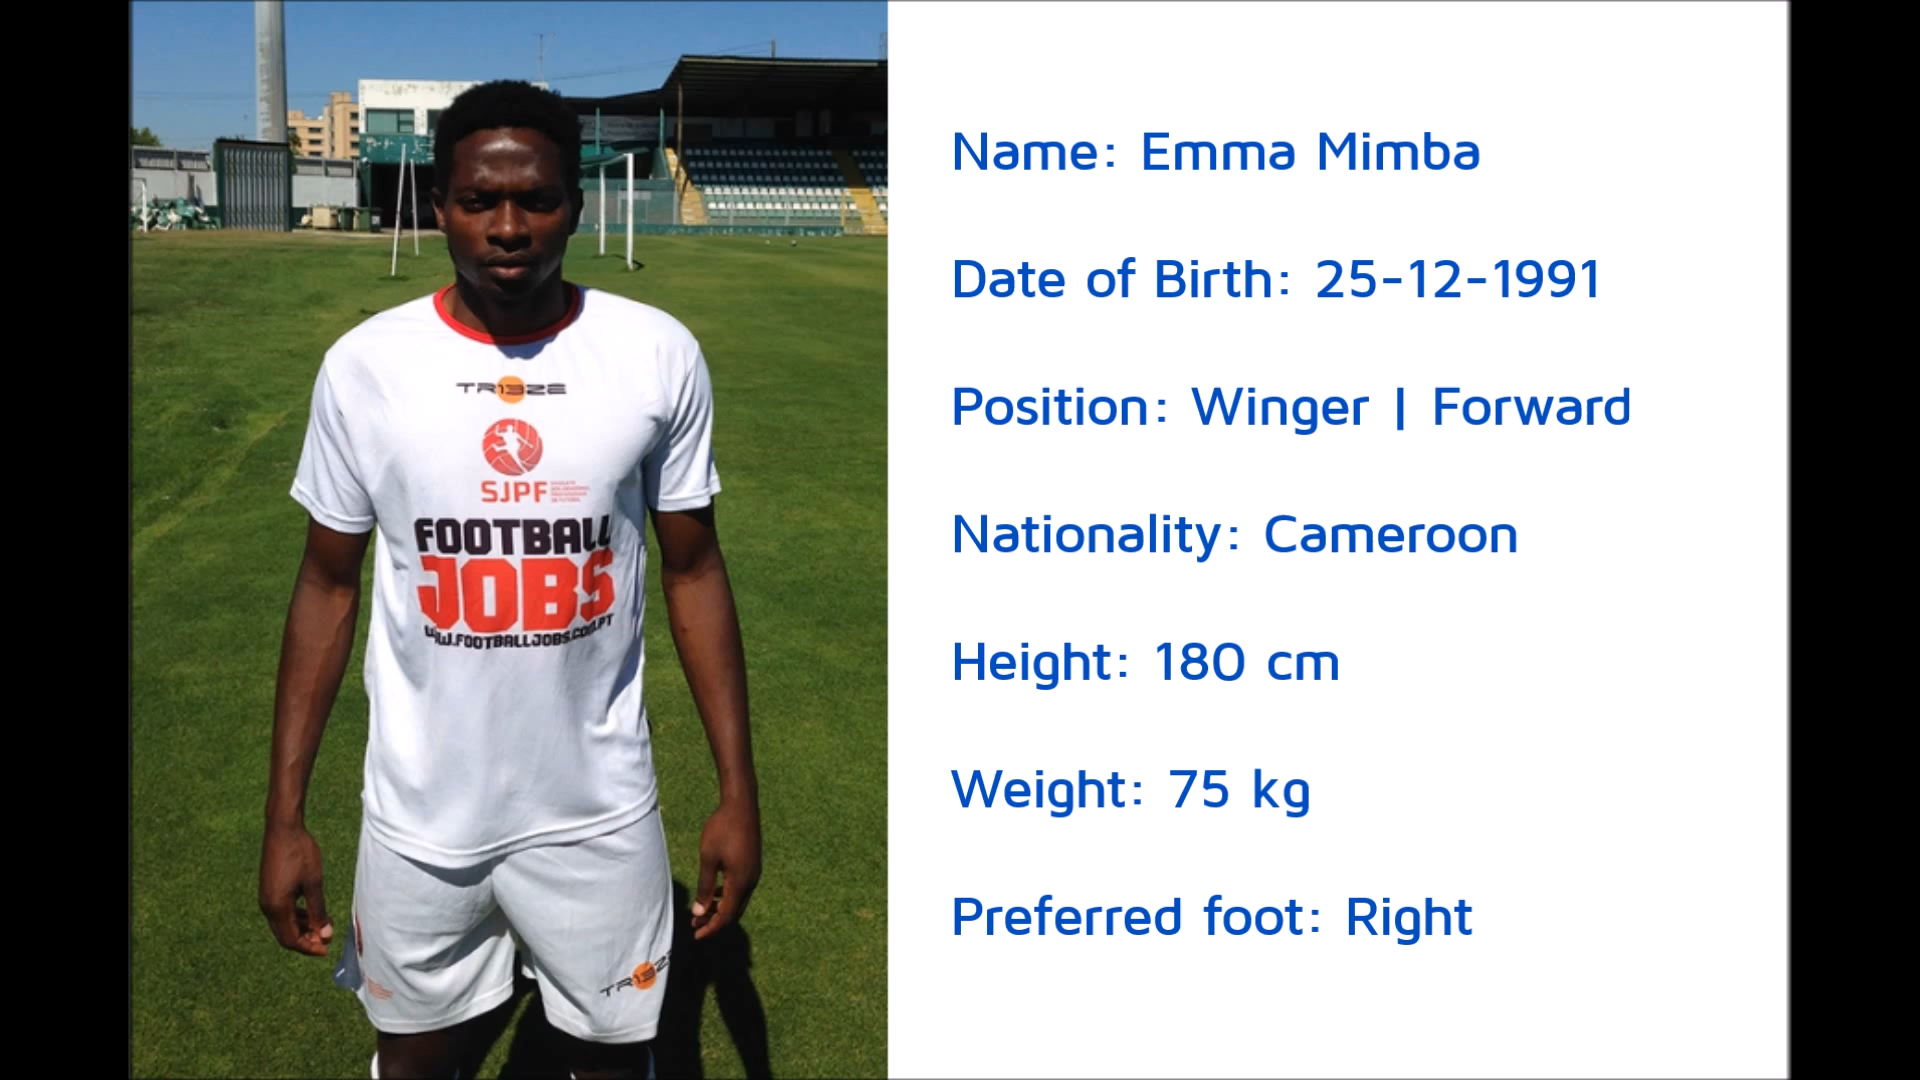 Name: Emma Mimba
Date of Birth: 25-12-1991
Position: Winger | Forward
Nationality: Cameroon
Height: 180 cm
Weight: 75 kg
Preferred foot: Right
TR13ZE
SJPF
FOOTBALL
JOBS
WWW.FOOTBALLJOBS.COM.PT
TR13ZE